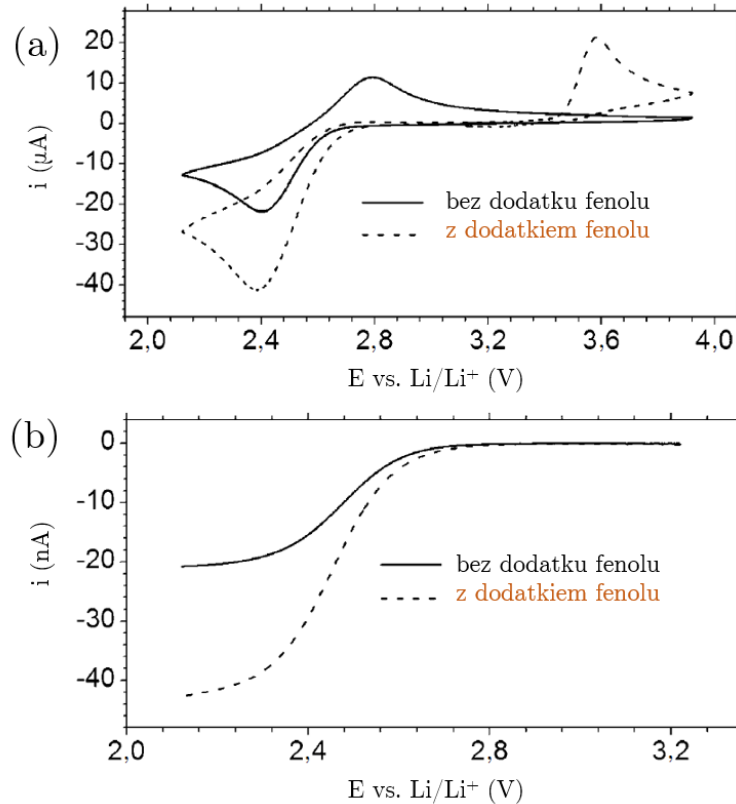 (a)
20
10
0
-10
-20
-30
-40
i (μA)
bez dodatku fenolu
z dodatkiem fenolu
2,0 2,4 2,8 3,2 3,6 4,0
E vs. Li/Li⁺ (V)
(b)
0
-10
-20
-30
-40
i (nA)
bez dodatku fenolu
z dodatkiem fenolu
2,0 2,4 2,8 3,2
E vs. Li/Li⁺ (V)